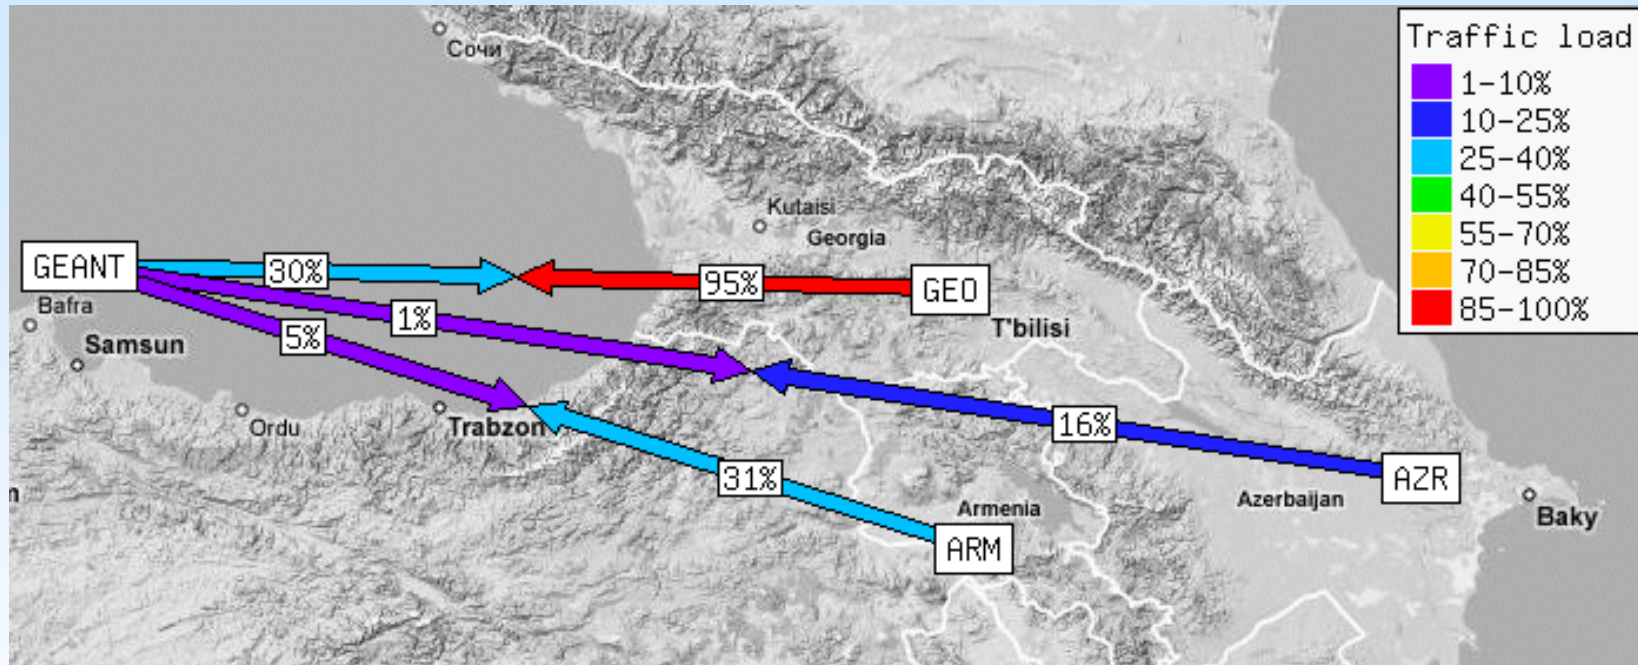 Сочи
Traffic load
1-10%
10-25%
25-40%
40-55%
55-70%
70-85%
85-100%
Kutaisi
Georgia
GEANT
30%
95%
GEO
Bafra
1%
5%
T'bilisi
Samsun
Ordu
Trabzon
16%
31%
AZR
Azerbaijan
Armenia
Baky
ARM